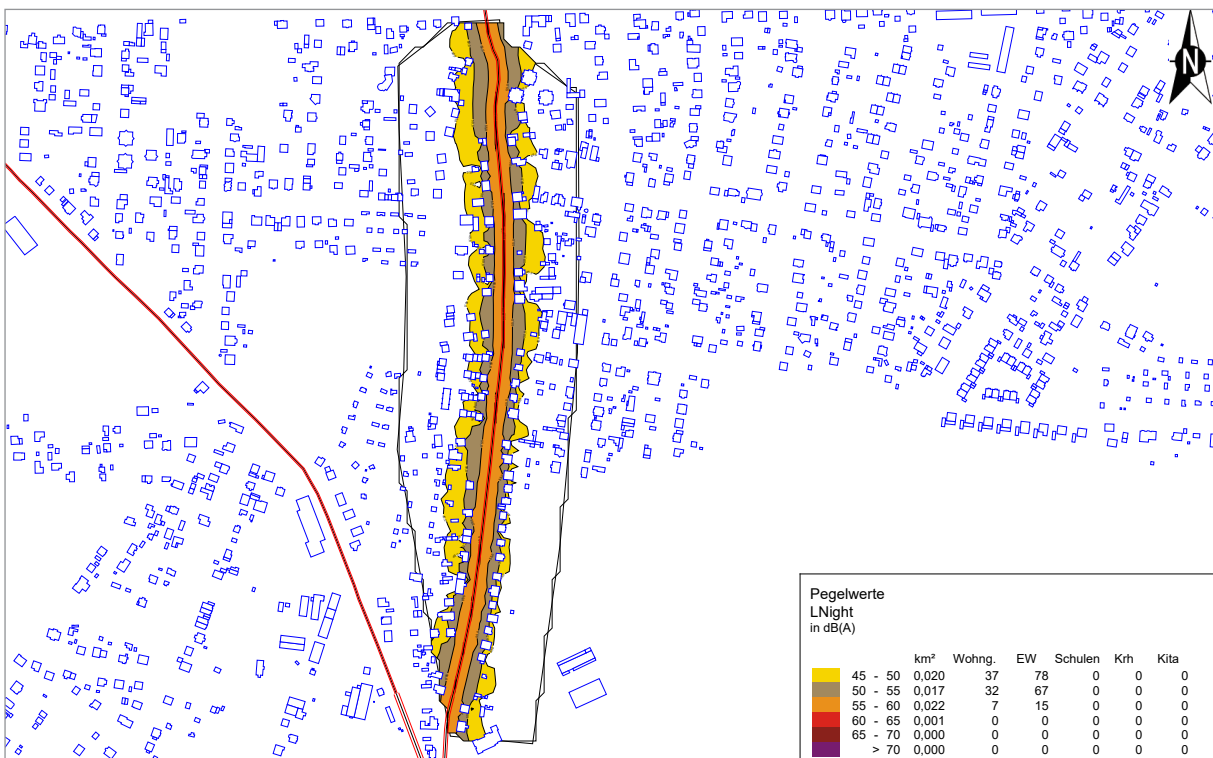 N
Pegelwerte
LNight
in dB(A)
km² Wohng. EW Schulen Krh Kita
45 - 50 0,020 37 78 0 0 0
50 - 55 0,017 32 67 0 0 0
55 - 60 0,022 7 15 0 0 0
60 - 65 0,001 0 0 0 0 0
65 - 70 0,000 0 0 0 0 0
> 70 0,000 0 0 0 0 0